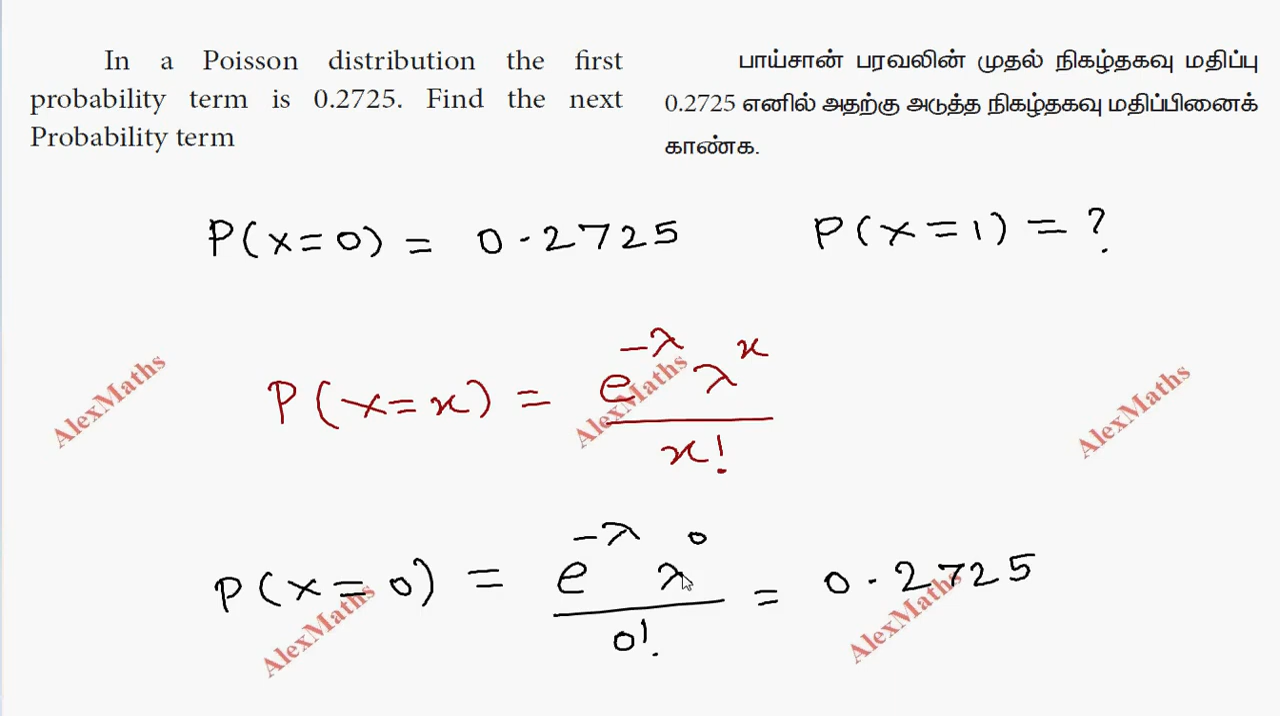 In a Poisson distribution the first
probability term is 0.2725. Find the next
Probability term
பாய்சான் பரவலின் முதல் நிகழ்தகவு மதிப்பு
0.2725 எனில் அதற்கு அடுத்த நிகழ்தகவு மதிப்பினைக்
காண்க.
P(x=0) = 0.2725
P(x=1) = ?
P(x=x) = e^{-λ} λ^x / x!
AlexMaths
AlexMaths
AlexMaths
P(x=0) = e^{-λ} λ^0 / 0! = 0.2725
AlexMaths
AlexMaths